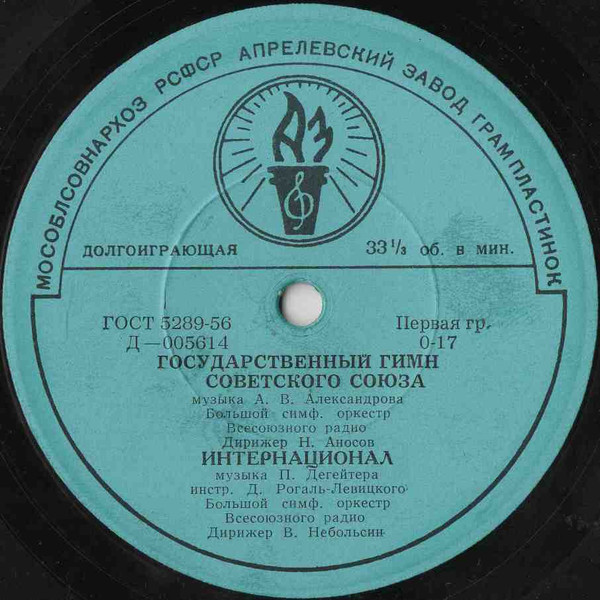 МОСОБЛСОВНАРХОЗ РСФСР АПРЕЛЕВСКИЙ ЗАВОД ГРАМПЛАСТИНОК
АЗ
ДОЛГОИГРАЮЩАЯ 33⅓ об. в мин.
ГОСТ 5289-56 Первая гр.
Д—005614 0-17
ГОСУДАРСТВЕННЫЙ ГИМН
СОВЕТСКОГО СОЮЗА
музыка А. В. Александрова
Большой симф. оркестр
Всесоюзного радио
Дирижер Н. Аносов
ИНТЕРНАЦИОНАЛ
музыка П. Дегейтера
инстр. Д. Рогаль-Левицкого
Большой симф. оркестр
Всесоюзного радио
Дирижер В. Небольсин